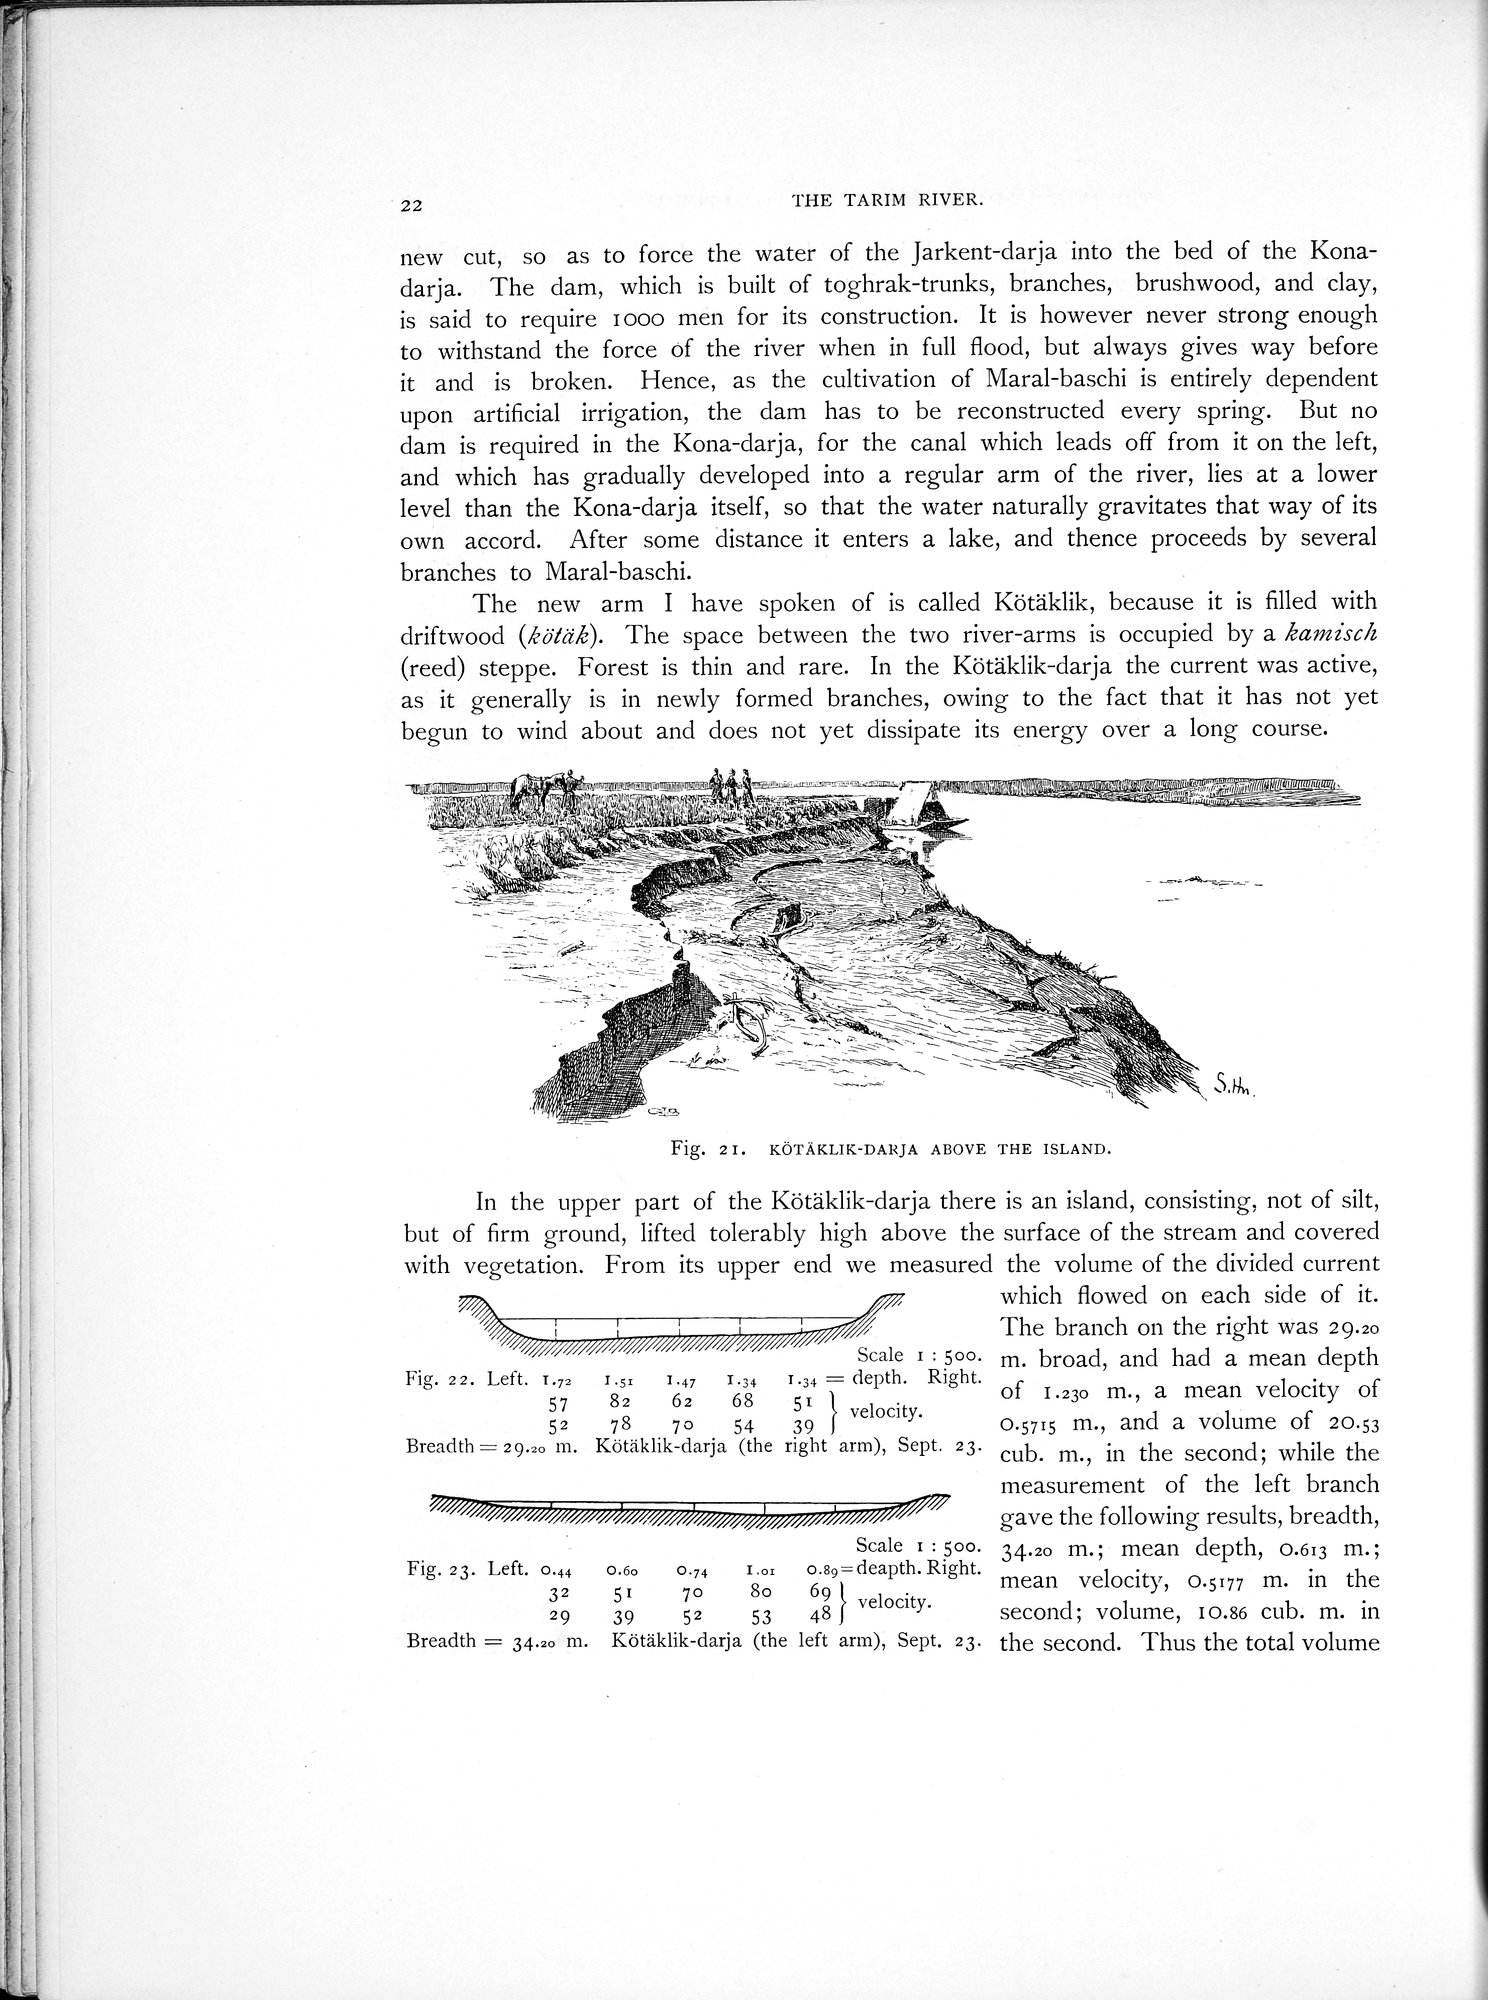 22
THE TARIM RIVER.
new cut, so as to force the water of the Jarkent-darja into the bed of the Kona-
darja. The dam, which is built of toghrak-trunks, branches, brushwood, and clay,
is said to require 1000 men for its construction. It is however never strong enough
to withstand the force of the river when in full flood, but always gives way before
it and is broken. Hence, as the cultivation of Maral-baschi is entirely dependent
upon artificial irrigation, the dam has to be reconstructed every spring. But no
dam is required in the Kona-darja, for the canal which leads off from it on the left,
and which has gradually developed into a regular arm of the river, lies at a lower
level than the Kona-darja itself, so that the water naturally gravitates that way of its
own accord. After some distance it enters a lake, and thence proceeds by several
branches to Maral-baschi.
The new arm I have spoken of is called Kötäklik, because it is filled with
driftwood (kötäk). The space between the two river-arms is occupied by a kamisch
(reed) steppe. Forest is thin and rare. In the Kötäklik-darja the current was active,
as it generally is in newly formed branches, owing to the fact that it has not yet
begun to wind about and does not yet dissipate its energy over a long course.
S.Hn.
Fig. 21. KÖTÄKLIK-DARJA ABOVE THE ISLAND.
In the upper part of the Kötäklik-darja there is an island, consisting, not of silt,
but of firm ground, lifted tolerably high above the surface of the stream and covered
with vegetation. From its upper end we measured the volume of the divided current
which flowed on each side of it.
The branch on the right was 29.20
m. broad, and had a mean depth
of 1.230 m., a mean velocity of
0.5715 m., and a volume of 20.53
cub. m., in the second; while the
measurement of the left branch
gave the following results, breadth,
34.20 m.; mean depth, 0.613 m.;
mean velocity, 0.5177 m. in the
second; volume, 10.86 cub. m. in
the second. Thus the total volume
Scale 1 : 500.
Fig. 22. Left. 1.72 1.51 1.47 1.34 1.34 = depth. Right.
57 82 62 68 51 } velocity.
52 78 70 54 39
Breadth = 29.20 m. Kötäklik-darja (the right arm), Sept. 23.
Scale 1 : 500.
Fig. 23. Left. 0.44 0.60 0.74 1.01 0.89 = deapth. Right.
32 51 70 80 69 } velocity.
29 39 52 53 48
Breadth = 34.20 m. Kötäklik-darja (the left arm), Sept. 23.